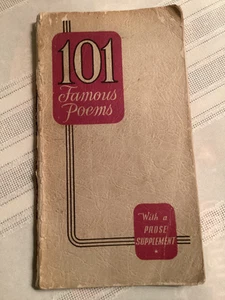 101
Famous
Poems
With a
PROSE
SUPPLEMENT